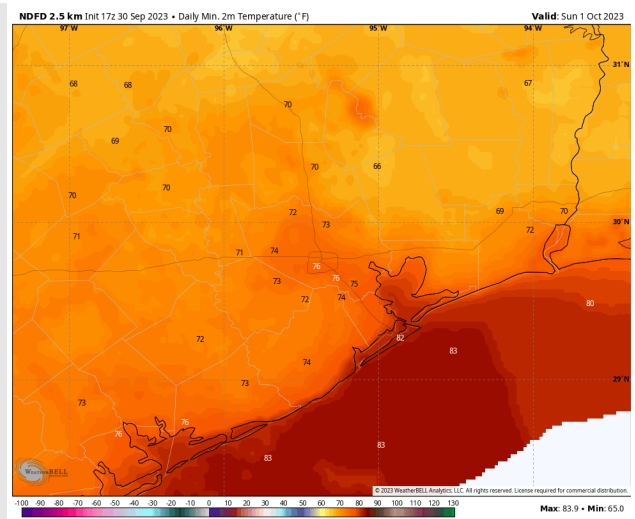 NDFD 2.5 km Init 17z 30 Sep 2023 • Daily Min. 2m Temperature (°F)
Valid: Sun 1 Oct 2023
97°W 96°W 95°W 94°W
31°N
68 68 67
70
70
69
70 66
70 70
72 69 70
30°N
73 72
71
71 74
76
76
73 75
72 74
80
82
72 83
74
29°N
73
73
76
76
83
83
WEATHERBELL
© 2023 WeatherBELL Analytics, LLC. All rights reserved. License required for commercial distribution.
-100 -90 -80 -70 -60 -50 -40 -30 -20 -10 0 10 20 30 40 50 60 70 80 90 100 110 120 130
Max: 83.9 • Min: 65.0